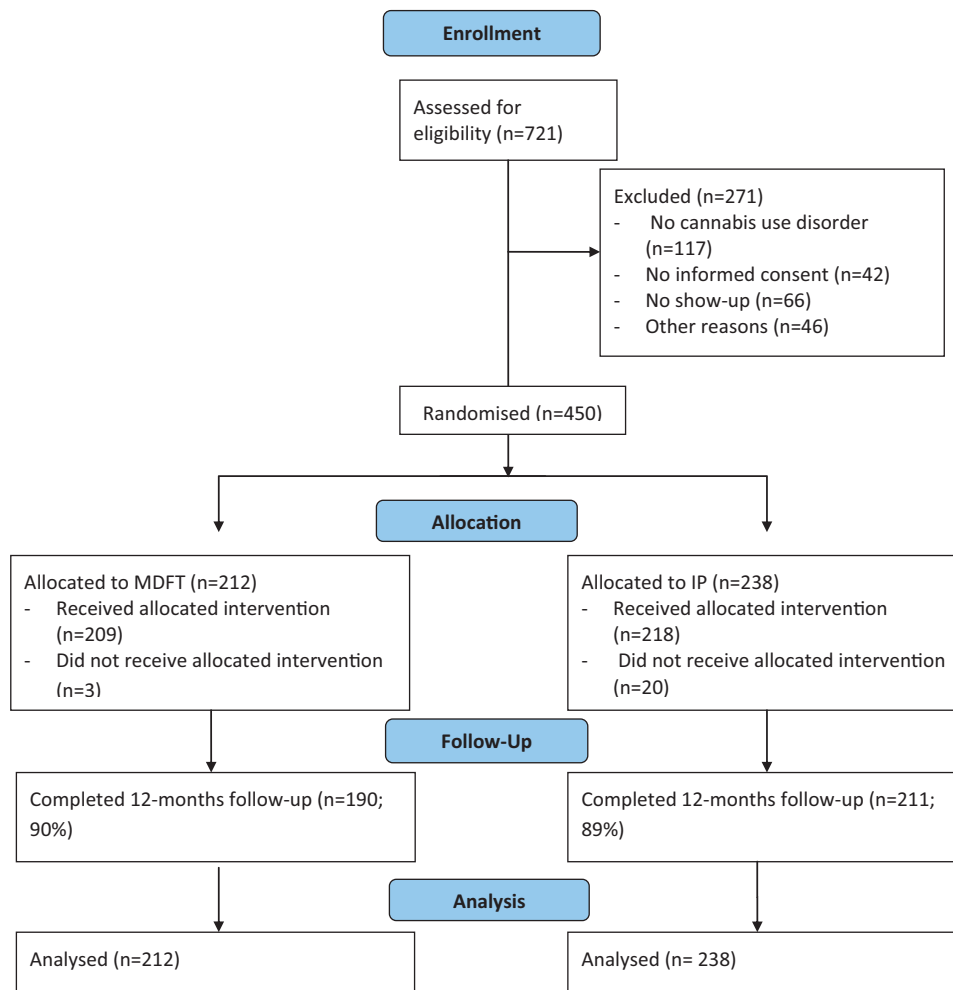 Enrollment
Assessed for
eligibility (n=721)
Excluded (n=271)
- No cannabis use disorder
(n=117)
- No informed consent (n=42)
- No show-up (n=66)
- Other reasons (n=46)
Randomised (n=450)
Allocation
Allocated to MDFT (n=212)
- Received allocated intervention
(n=209)
- Did not receive allocated intervention
(n=3)
Allocated to IP (n=238)
- Received allocated intervention
(n=218)
- Did not receive allocated intervention
(n=20)
Follow-Up
Completed 12-months follow-up (n=190;
90%)
Completed 12-months follow-up (n=211;
89%)
Analysis
Analysed (n=212)
Analysed (n= 238)